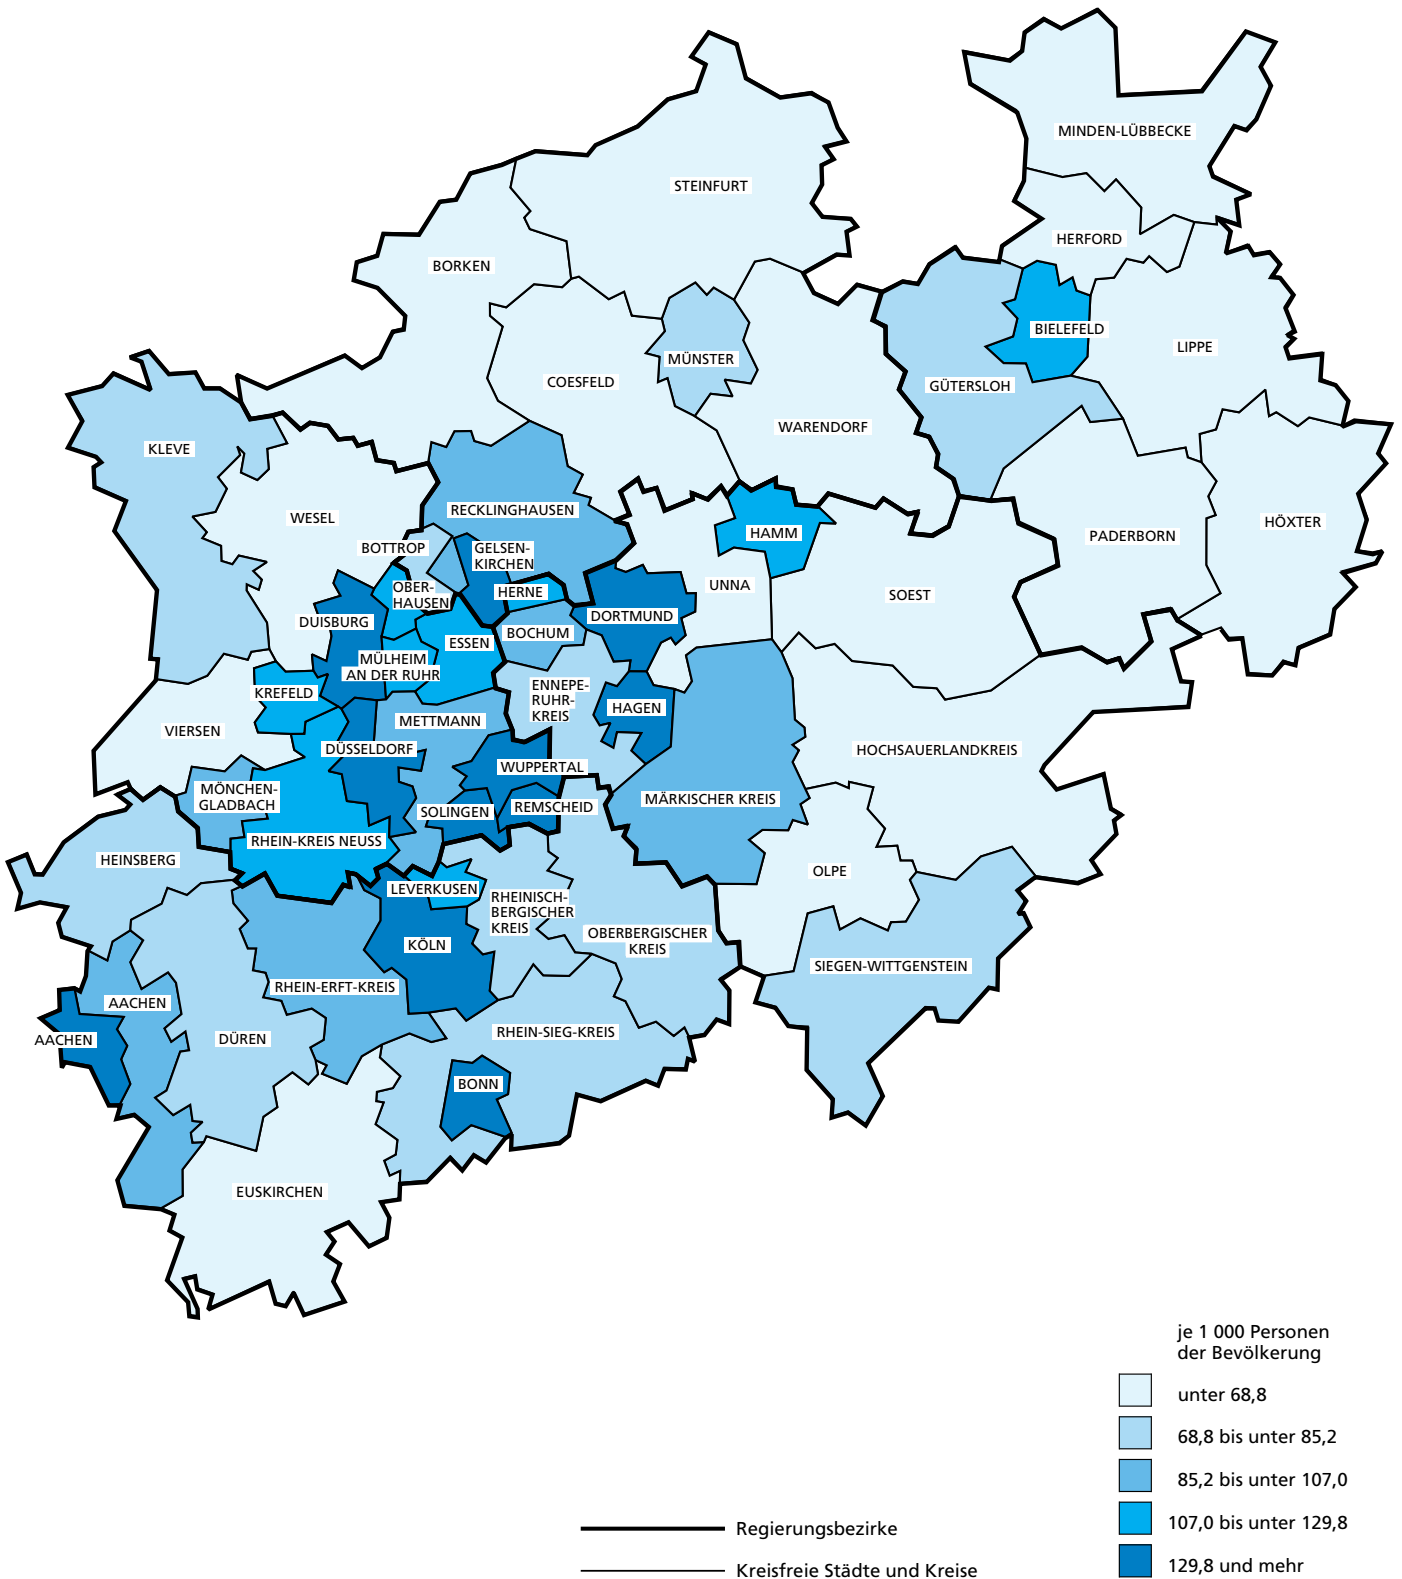 MINDEN-LÜBBECKE
STEINFURT
HERFORD
BORKEN
BIELEFELD
LIPPE
MÜNSTER
COESFELD
GÜTERSLOH
WARENDORF
KLEVE
RECKLINGHAUSEN
WESEL
HÖXTER
HAMM
PADERBORN
BOTTROP
GELSEN-
KIRCHEN
UNNA
OBER-
HAUSEN
HERNE
SOEST
DUISBURG
DORTMUND
BOCHUM
ESSEN
MÜLHEIM
AN DER RUHR
KREFELD
ENNEPE-
RUHR-
KREIS
HAGEN
METTMANN
VIERSEN
DÜSSELDORF
HOCHSAUERLANDKREIS
WUPPERTAL
MÖNCHEN-
GLADBACH
MÄRKISCHER KREIS
REMSCHEID
SOLINGEN
RHEIN-KREIS NEUSS
HEINSBERG
OLPE
LEVERKUSEN
RHEINISCH-
BERGISCHER
KREIS
OBERBERGISCHER
KREIS
KÖLN
SIEGEN-WITTGENSTEIN
RHEIN-ERFT-KREIS
AACHEN
RHEIN-SIEG-KREIS
AACHEN
DÜREN
BONN
EUSKIRCHEN
je 1 000 Personen
der Bevölkerung
unter 68,8
68,8 bis unter 85,2
85,2 bis unter 107,0
107,0 bis unter 129,8
129,8 und mehr
Regierungsbezirke
Kreisfreie Städte und Kreise